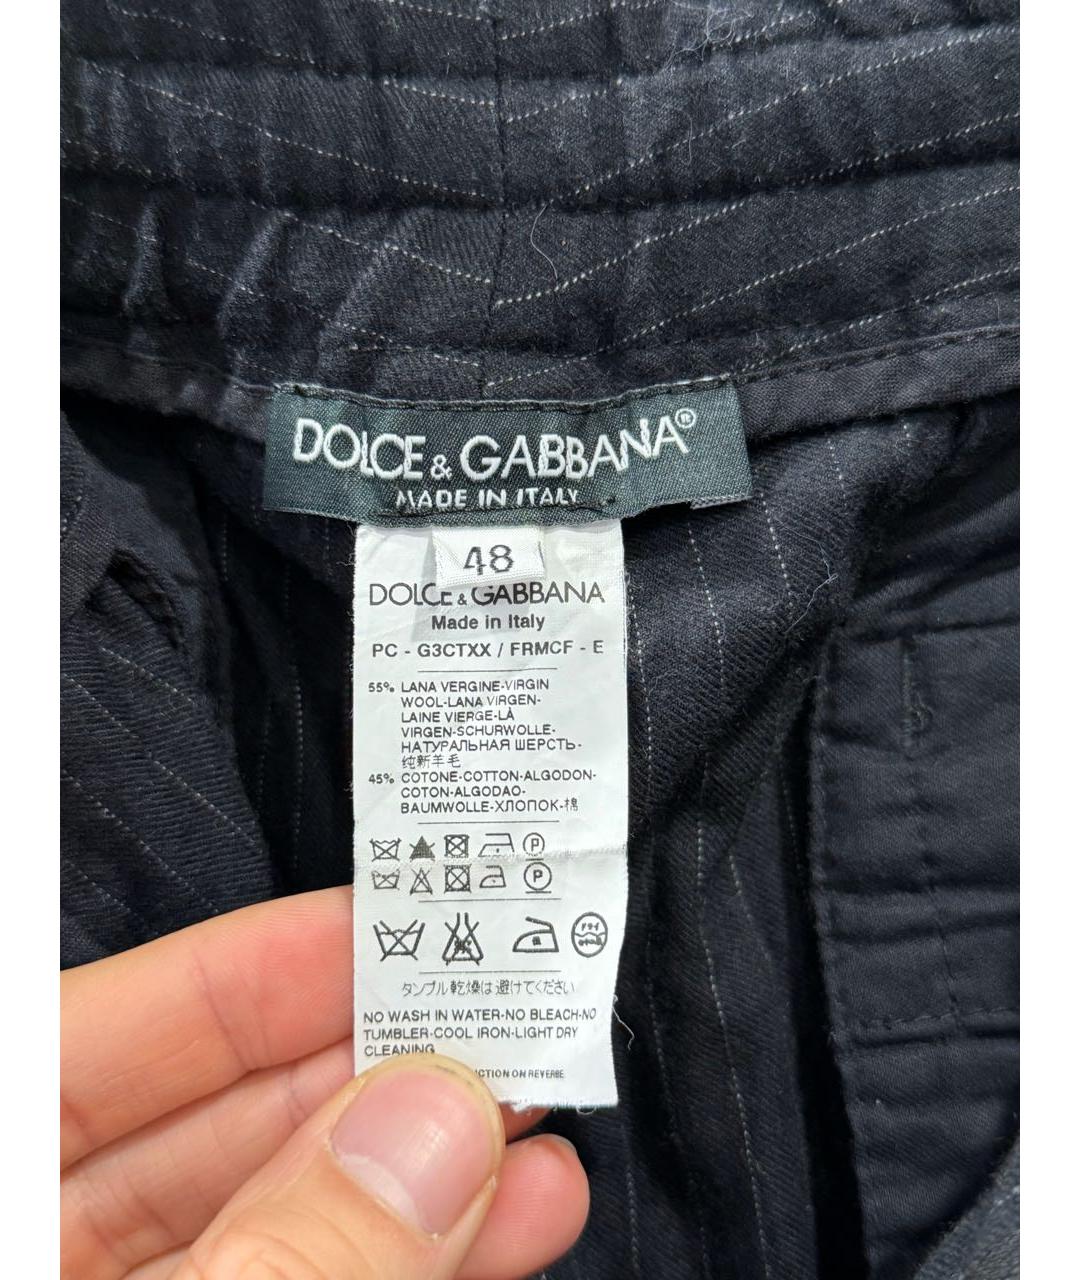 DOLCE & GABBANA®
MADE IN ITALY
48
DOLCE & GABBANA
Made in Italy
PC - G3CTXX / FRMCF - E
55% LANA VERGINE-VIRGIN
WOOL-LANA VIRGEN-
LAINE VIERGE-LÀ
VIRGEN-SCHURWOLLE-
НАТУРАЛЬНАЯ ШЕРСТЬ-
纯新羊毛
45% COTONE-COTTON-ALGODON-
COTON-ALGODAO-
BAUMWOLLE-ХЛОПОК-棉
P
P
タンブル乾燥は避けてください
NO WASH IN WATER-NO BLEACH-NO
TUMBLER-COOL IRON-LIGHT DRY
CLEANING
ON REVERSE